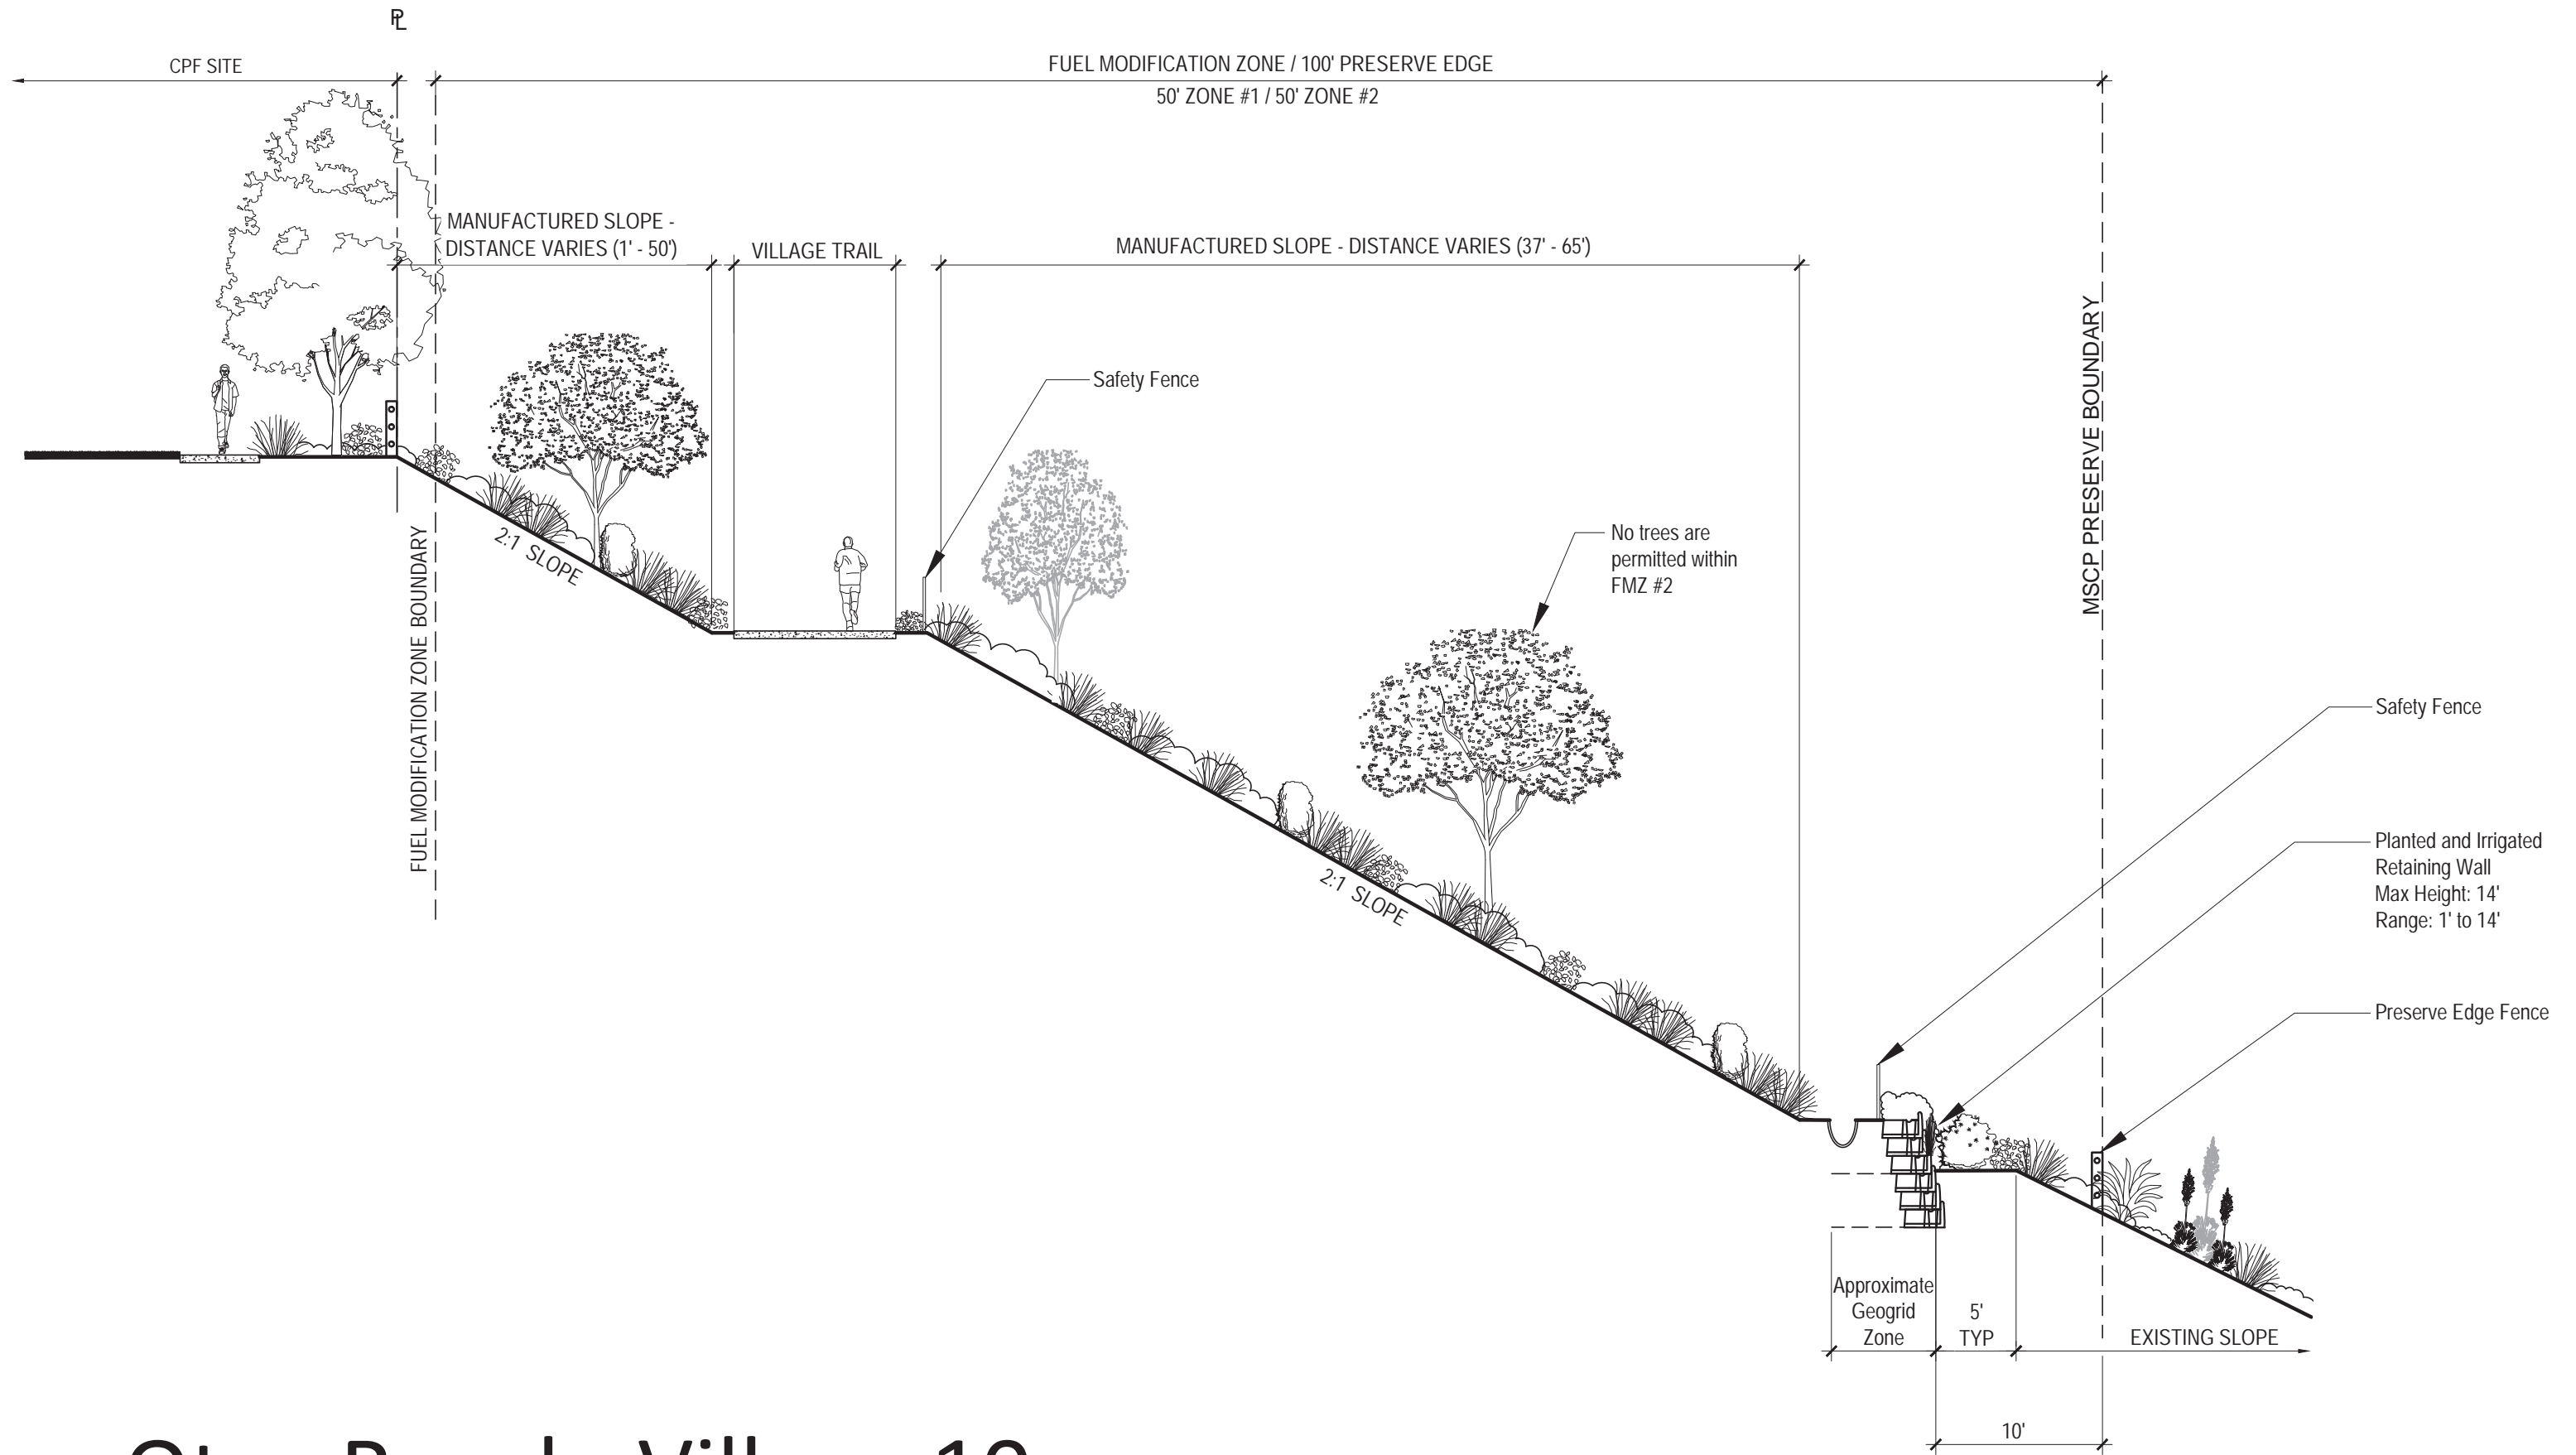 PL
CPF SITE
FUEL MODIFICATION ZONE / 100' PRESERVE EDGE
50' ZONE #1 / 50' ZONE #2
MANUFACTURED SLOPE -
DISTANCE VARIES (1' - 50')
VILLAGE TRAIL
MANUFACTURED SLOPE - DISTANCE VARIES (37' - 65')
Safety Fence
No trees are
permitted within
FMZ #2
MSCP PRESERVE BOUNDARY
FUEL MODIFICATION ZONE BOUNDARY
2:1 SLOPE
2:1 SLOPE
Safety Fence
Planted and Irrigated
Retaining Wall
Max Height: 14'
Range: 1' to 14'
Preserve Edge Fence
Approximate
Geogrid
Zone
5'
TYP
EXISTING SLOPE
10'